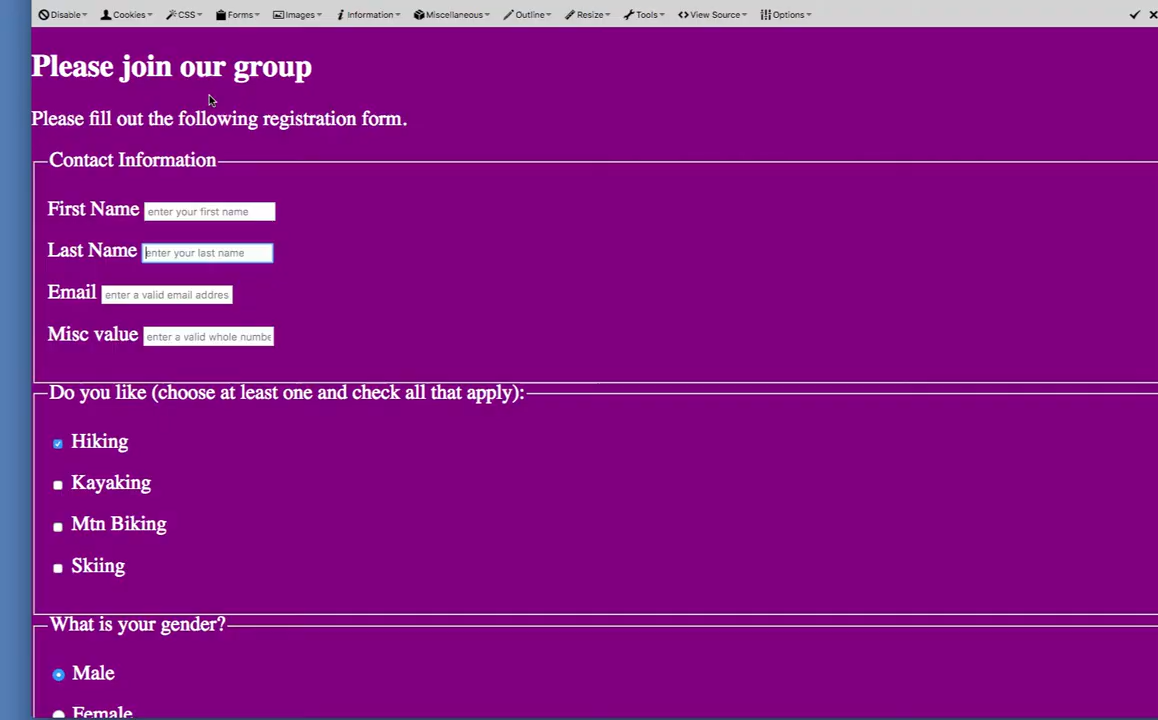 Disable Cookies CSS Forms Images Information Miscellaneous Outline Resize Tools View Source Options
Please join our group
Please fill out the following registration form.
Contact Information
First Name enter your first name
Last Name enter your last name
Email enter a valid email addres
Misc value enter a valid whole numbe
Do you like (choose at least one and check all that apply):
Hiking
Kayaking
Mtn Biking
Skiing
What is your gender?
Male
Female